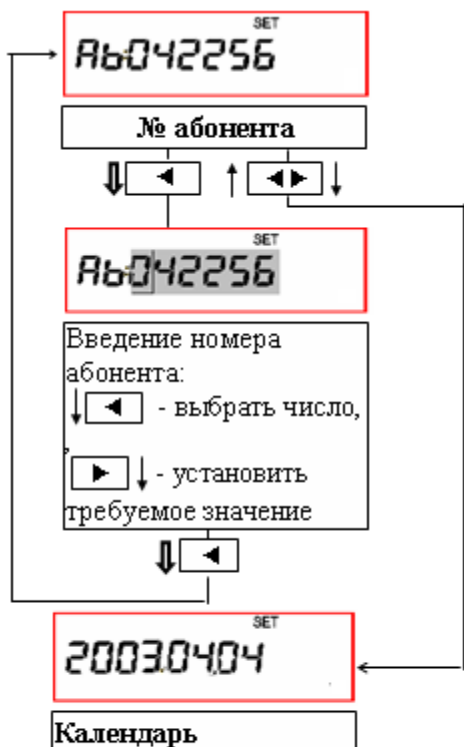 SET
Ab042256
№ абонента
SET
Ab042256
Введение номера
абонента:
- выбрать число,
,
- установить
требуемое значение
SET
2003.04.04
Календарь